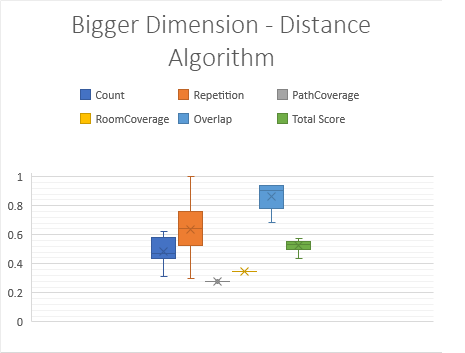 Bigger Dimension - Distance
Algorithm
Count
Repetition
PathCoverage
RoomCoverage
Overlap
Total Score
1
0.8
0.6
0.4
0.2
0